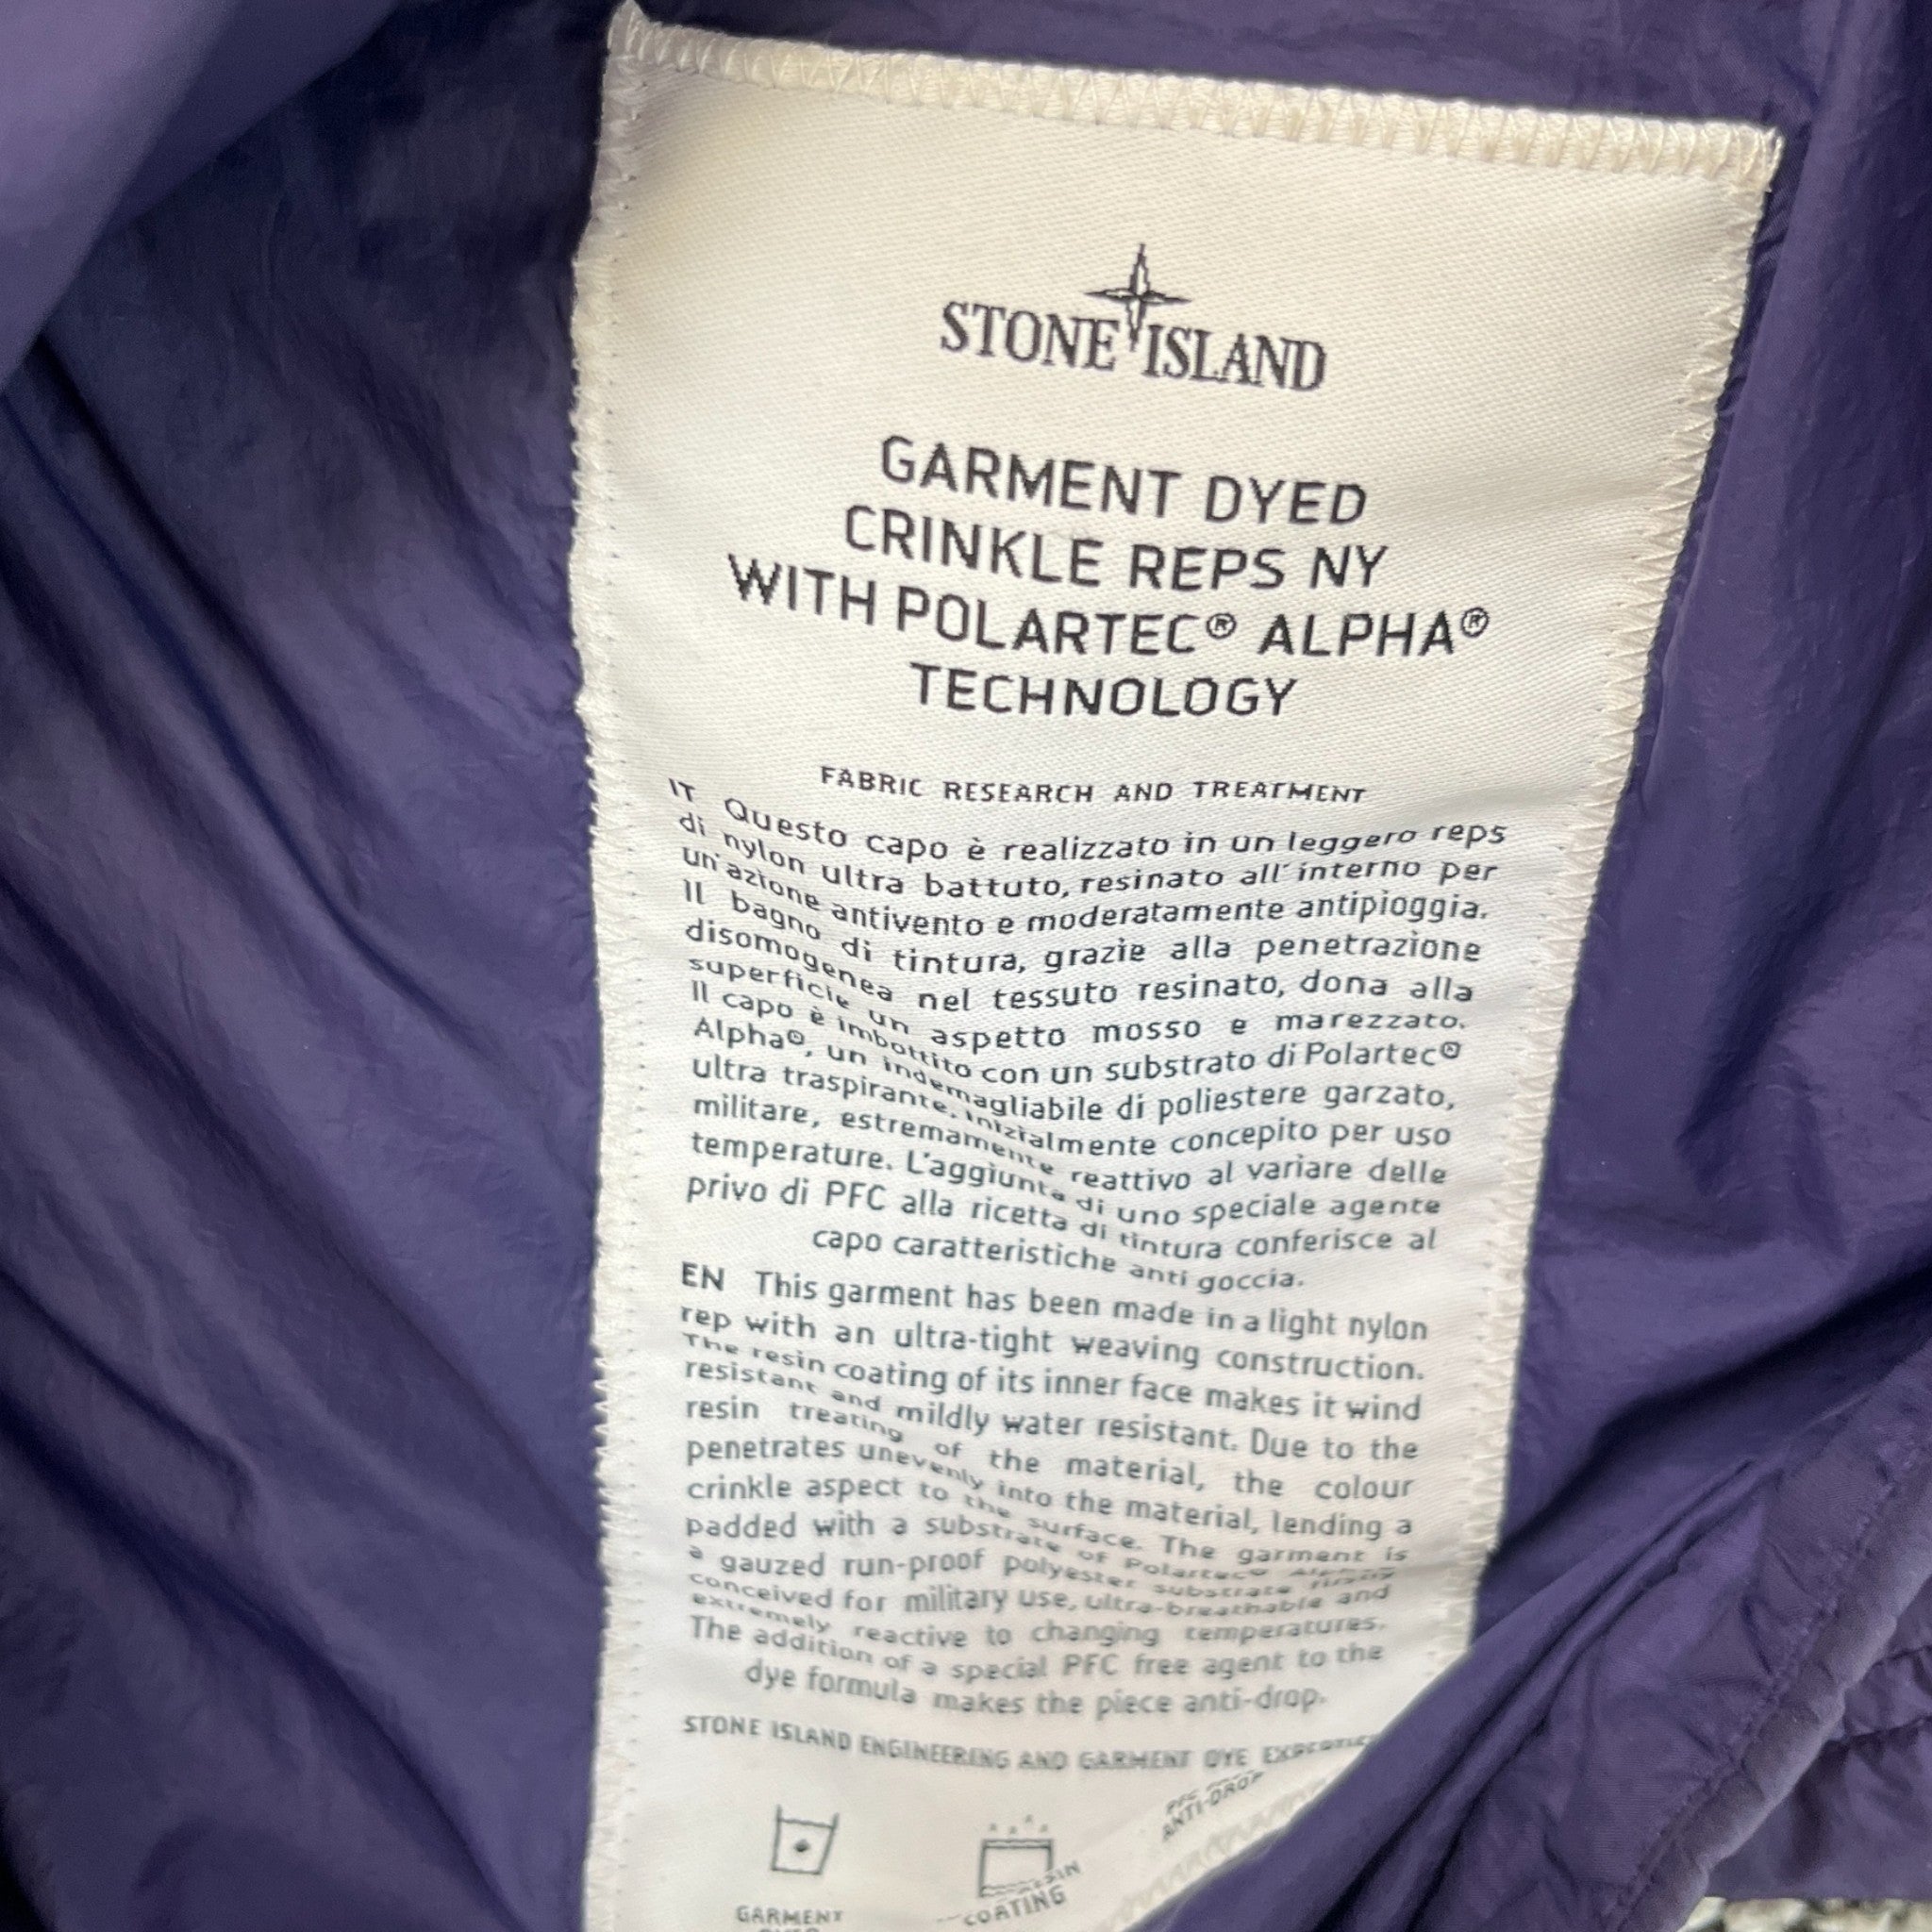 STONE ISLAND
GARMENT DYED
CRINKLE REPS NY
WITH POLARTEC® ALPHA®
TECHNOLOGY
FABRIC RESEARCH AND TREATMENT
IT Questo capo è realizzato in un leggero reps
di nylon ultra battuto, resinato all'interno per
un'azione antivento e moderatamente antipioggia.
Il bagno di tintura, grazie alla penetrazione
disomogenea nel tessuto resinato, dona alla
superficie un aspetto mosso e marezzato.
Il capo è imbottito con un substrato di Polartec®
Alpha®, un indemagliabile di poliestere garzato,
ultra traspirante, inizialmente concepito per uso
militare, estremamente reattivo al variare delle
temperature. L'aggiunta di uno speciale agente
privo di PFC alla ricetta di tintura conferisce al
capo caratteristiche anti goccia.
EN This garment has been made in a light nylon
rep with an ultra-tight weaving construction.
The resin coating of its inner face makes it wind
resistant and mildly water resistant. Due to the
resin treating of the material, the colour
penetrates unevenly into the material, lending a
crinkle aspect to the surface. The garment is
padded with a substrate of Polartec®
a gauzed run-proof polyester substrate firstly
conceived for military use, ultra-breathable and
extremely reactive to changing temperatures.
The addition of a special PFC free agent to the
dye formula makes the piece anti-drop.
STONE ISLAND ENGINEERING AND GARMENT DYE
ANTI-DROP
COATING
GARMENT